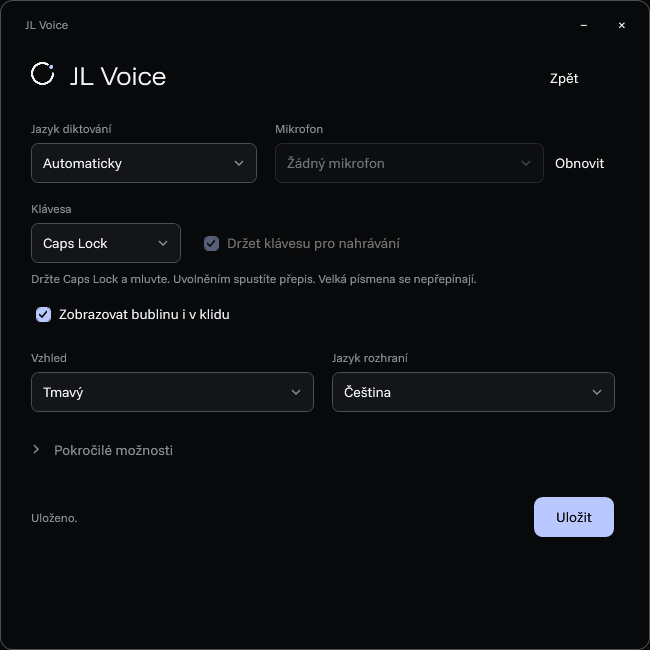 JL Voice
JL Voice
Zpět
Jazyk diktování
Mikrofon
Automaticky
Žádný mikrofon
Obnovit
Klávesa
Caps Lock
Držet klávesu pro nahrávání
Držte Caps Lock a mluvte. Uvolněním spustíte přepis. Velká písmena se nepřepínají.
Zobrazovat bublinu i v klidu
Vzhled
Jazyk rozhraní
Tmavý
Čeština
Pokročilé možnosti
Uloženo.
Uložit